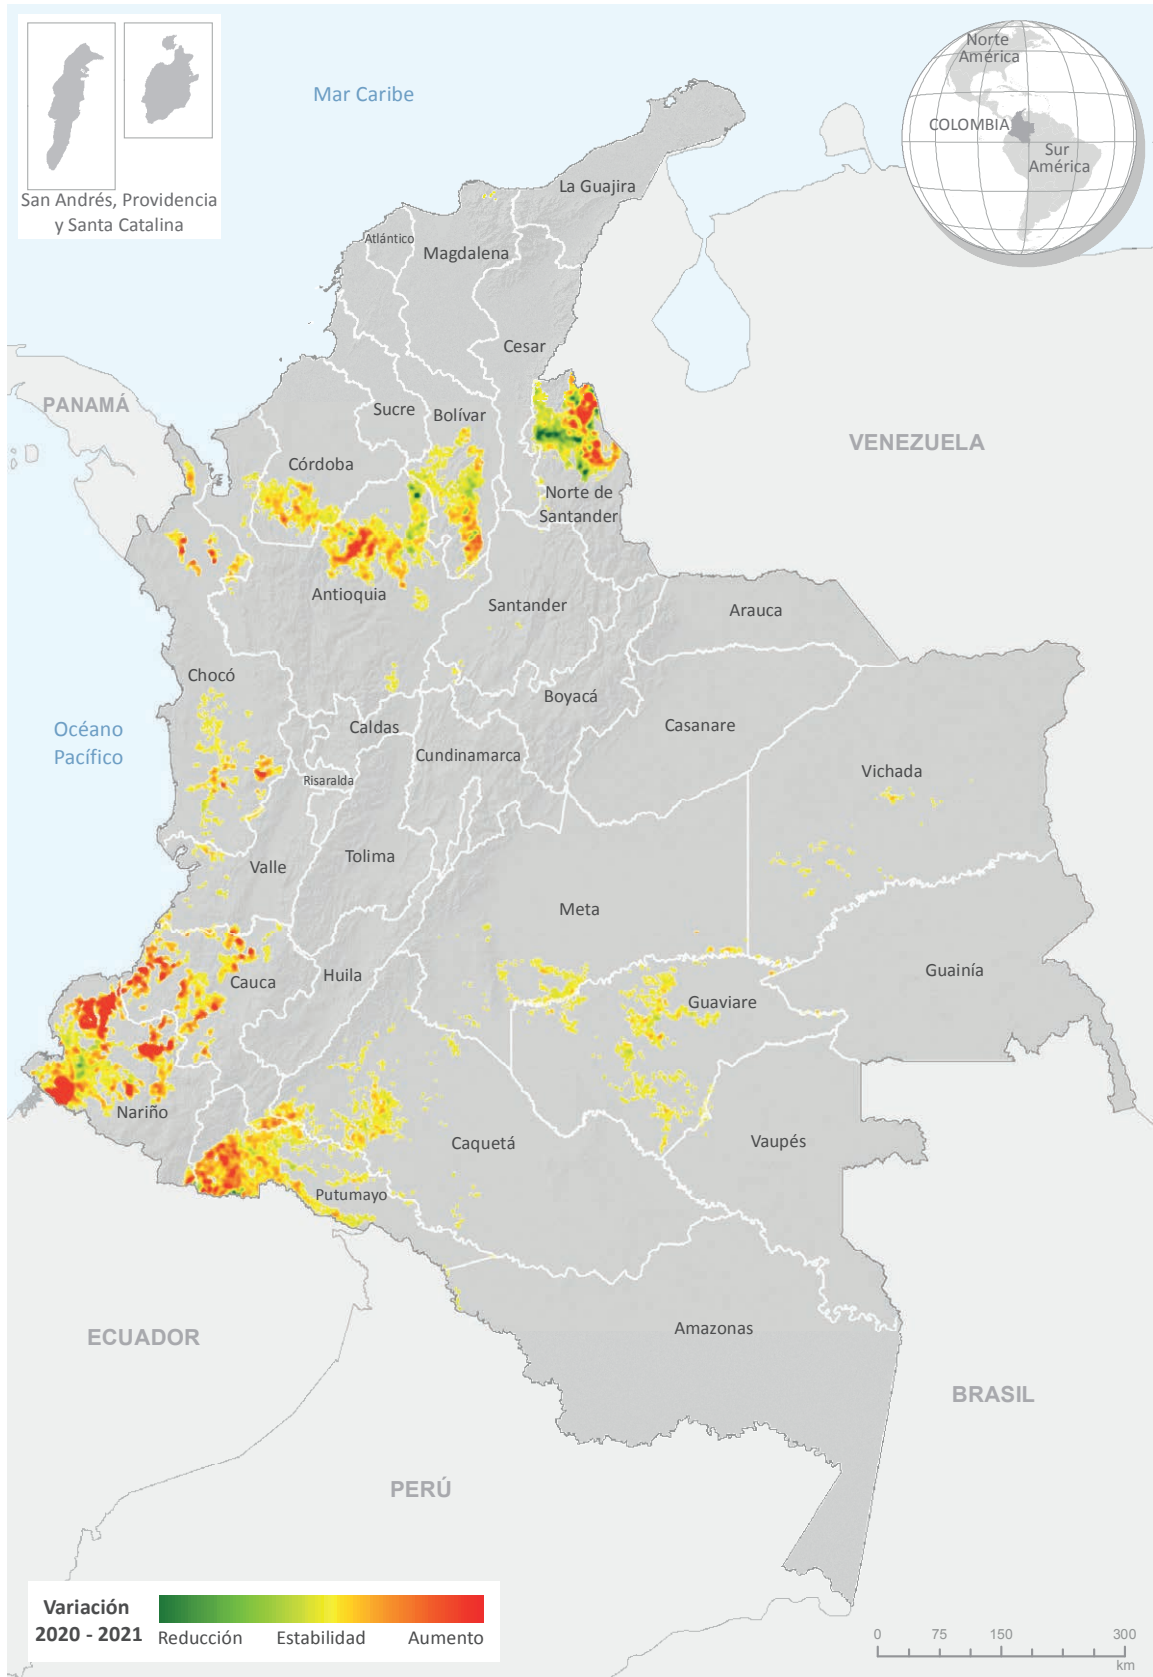 Norte
América
COLOMBIA
Sur
América
Mar Caribe
San Andrés, Providencia
y Santa Catalina
La Guajira
Atlántico
Magdalena
Cesar
PANAMÁ
Sucre
Bolívar
VENEZUELA
Córdoba
Norte de
Santander
Antioquia
Santander
Arauca
Chocó
Boyacá
Océano
Pacífico
Caldas
Casanare
Cundinamarca
Risaralda
Vichada
Valle
Tolima
Meta
Cauca
Huila
Guainía
Guaviare
Nariño
Caquetá
Vaupés
Putumayo
ECUADOR
Amazonas
BRASIL
PERÚ
Variación
2020 - 2021
Reducción
Estabilidad
Aumento
0
75
150
300
km